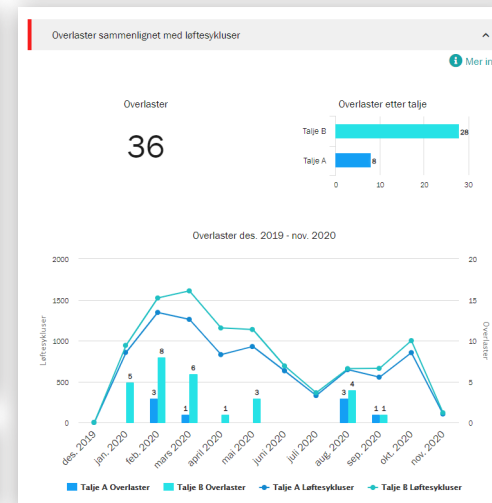 Overlaster sammenlignet med løftesykluser
Mer in
Overlaster
36
Overlaster etter talje
Talje B
28
Talje A
8
0 10 20 30
Overlaster des. 2019 - nov. 2020
2000 20
1500 15
1000 10
500 5
0 0
Løftesykluser
Overlaster
5 3 8 1 6 1 3 3 4 1 1
des. 2019 jan. 2020 feb. 2020 mars 2020 april 2020 mai 2020 juni 2020 juli 2020 aug. 2020 sep. 2020 okt. 2020 nov. 2020
Talje A Overlaster Talje B Overlaster Talje A Løftesykluser Talje B Løftesykluser